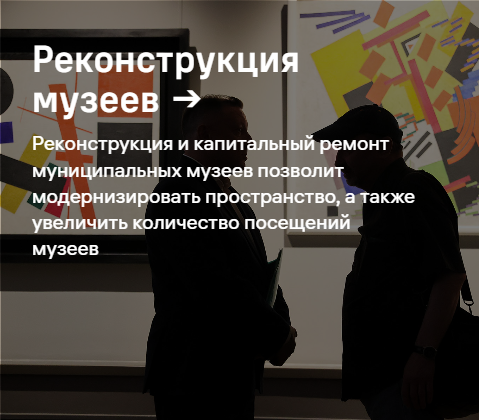 Реконструкция
музеев →
Реконструкция и капитальный ремонт
муниципальных музеев позволит
модернизировать пространство, а также
увеличить количество посещений
музеев